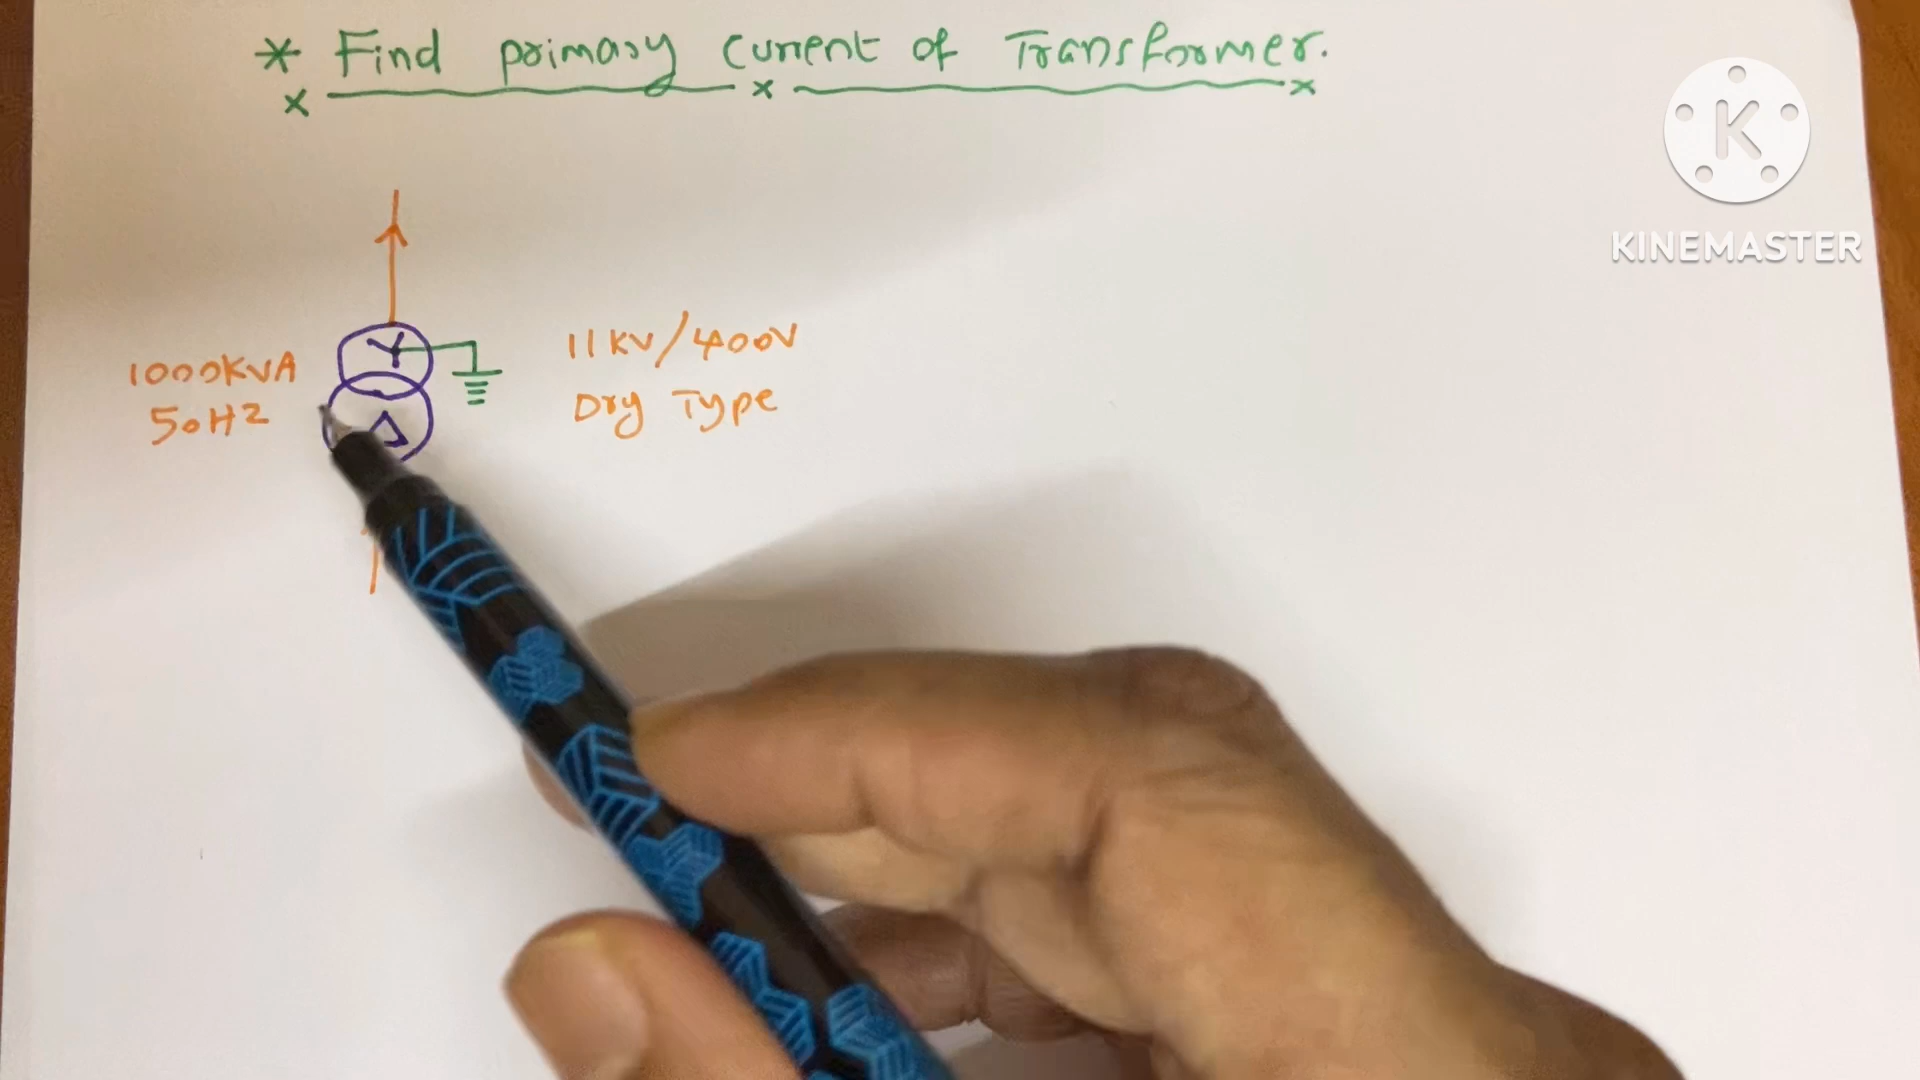 * Find primary current of Transformer.
x x x
K
KINEMASTER
1000KVA
50HZ
11KV/400V
Dry Type